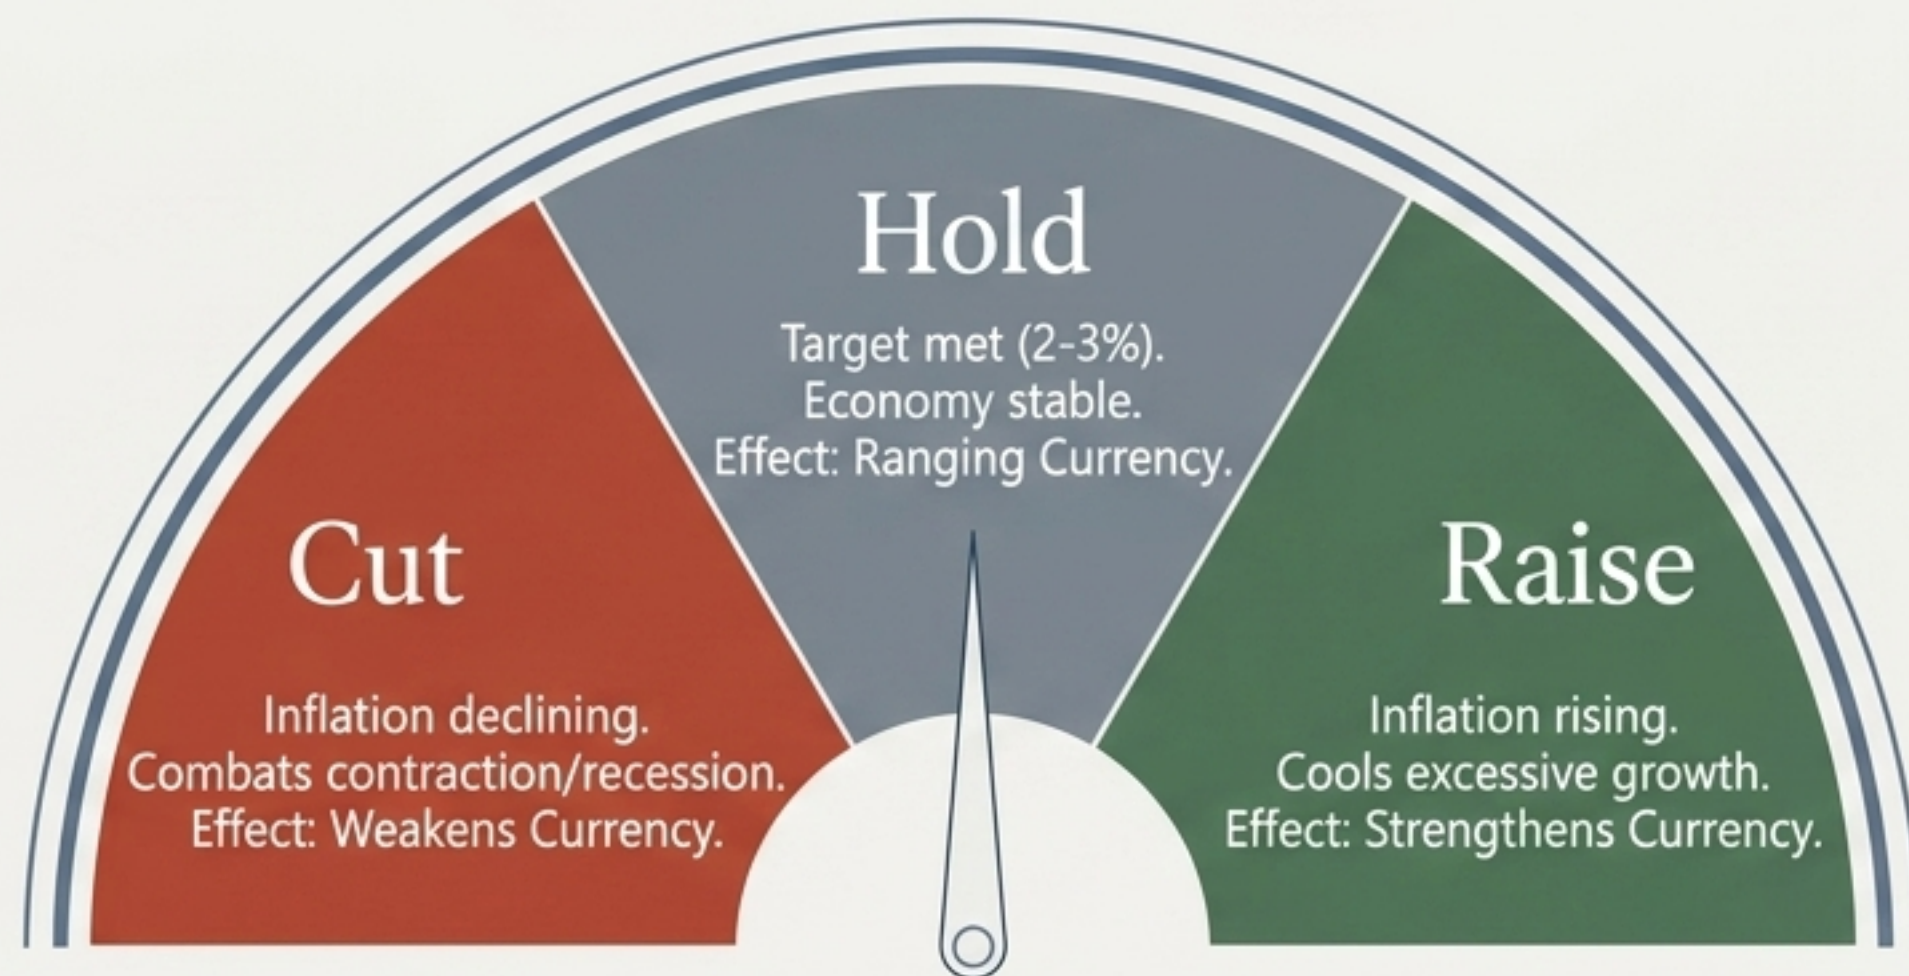 Hold
Target met (2-3%).
Economy stable.
Effect: Ranging Currency.
Cut
Inflation declining.
Combats contraction/recession.
Effect: Weakens Currency.
Raise
Inflation rising.
Cools excessive growth.
Effect: Strengthens Currency.